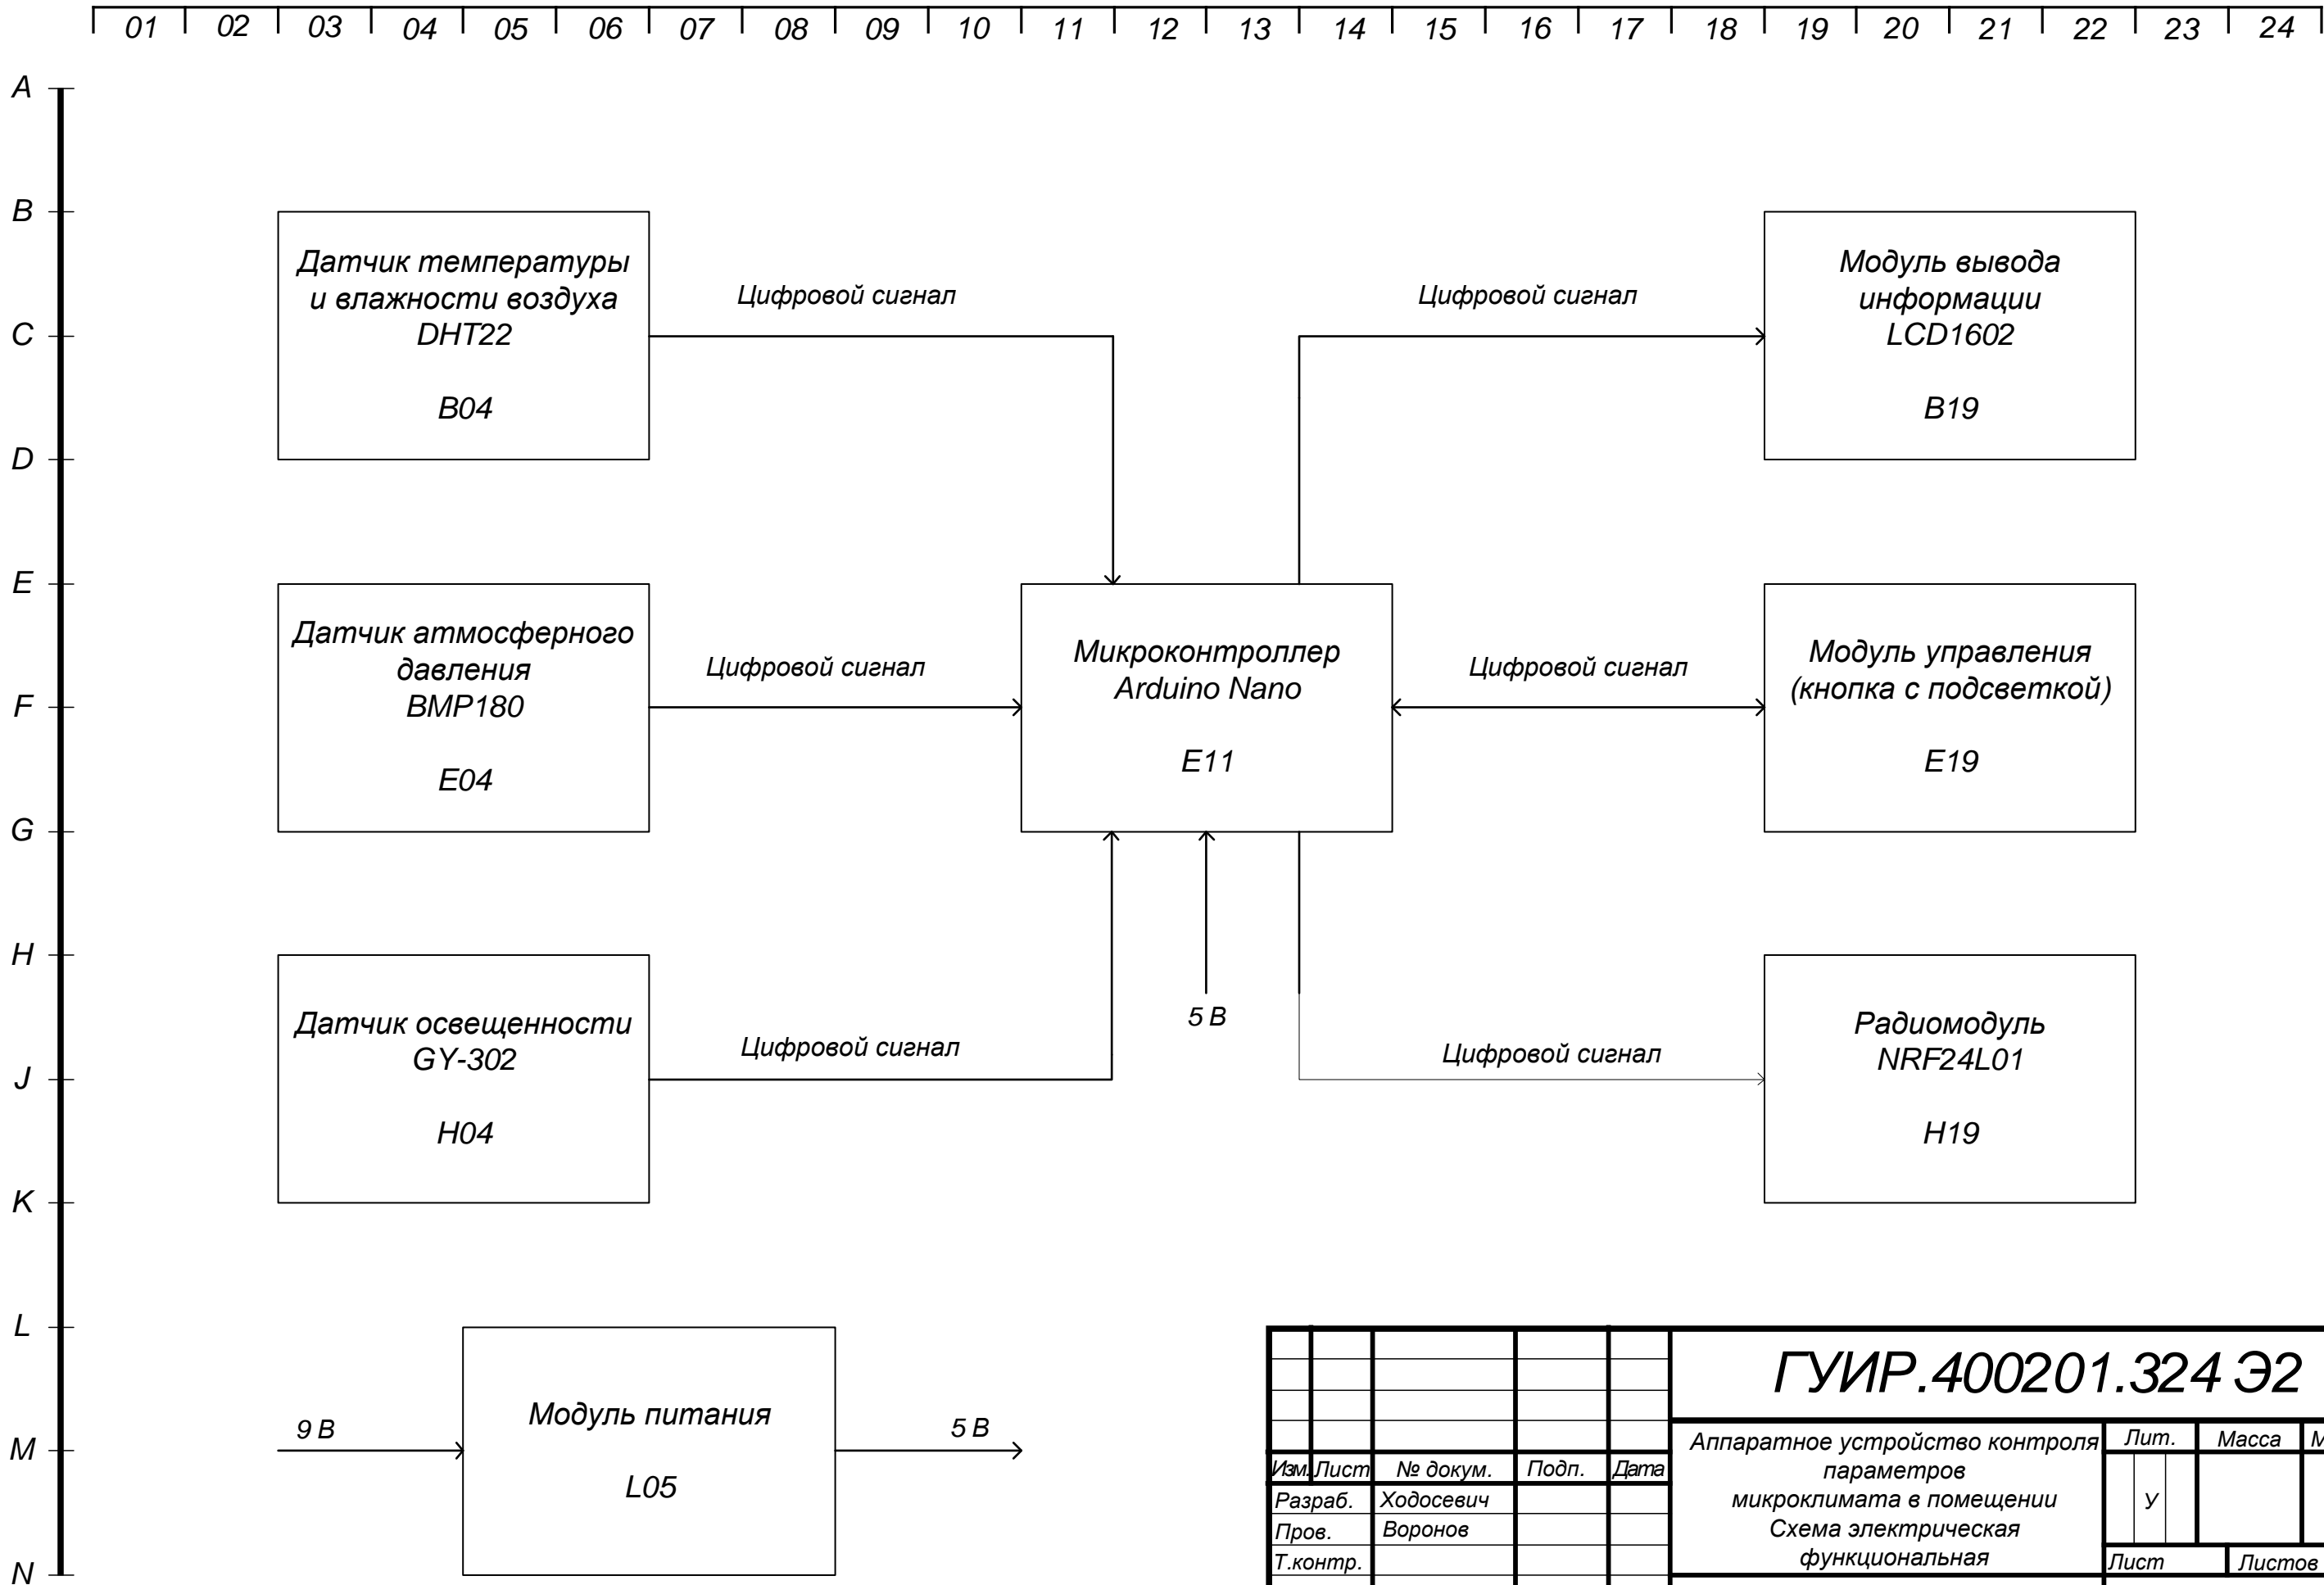 01 02 03 04 05 06 07 08 09 10 11 12 13 14 15 16 17 18 19 20 21 22 23 24
A
B
C
D
E
F
G
H
J
K
L
M
N
Датчик температуры
и влажности воздуха
DHT22
B04
Цифровой сигнал
Цифровой сигнал
Модуль вывода
информации
LCD1602
B19
Датчик атмосферного
давления
BMP180
E04
Цифровой сигнал
Микроконтроллер
Arduino Nano
E11
Цифровой сигнал
Модуль управления
(кнопка с подсветкой)
E19
Датчик освещенности
GY-302
H04
Цифровой сигнал
5 В
Цифровой сигнал
Радиомодуль
NRF24L01
H19
9 В
Модуль питания
L05
5 В
ГУИР.400201.324 Э2
Изм. Лист № докум. Подп. Дата
Разраб. Ходосевич
Пров. Воронов
Т.контр.
Аппаратное устройство контроля
параметров
микроклимата в помещении
Схема электрическая
функциональная
Лит. Масса
У
Лист Листов